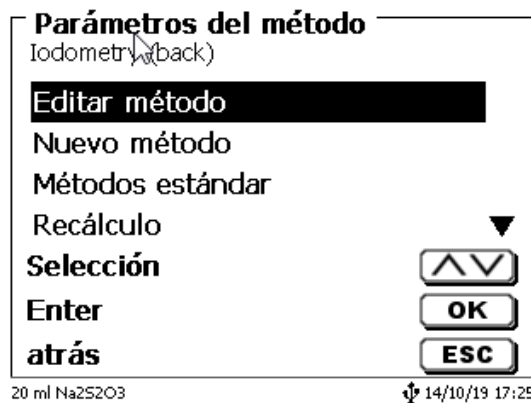 Parámetros del método
Iodometry (back)
Editar método
Nuevo método
Métodos estándar
Recálculo
Selección
Enter OK
atrás ESC
20 ml Na2S2O3 14/10/19 17:25